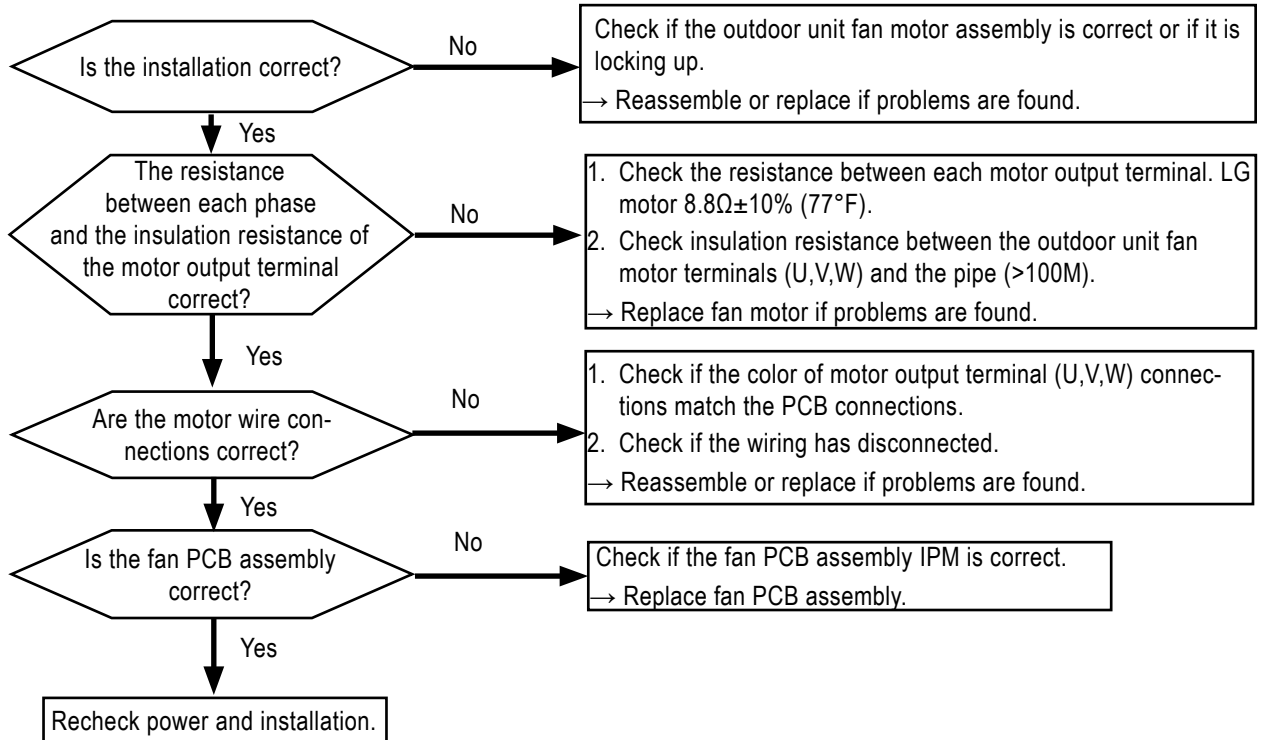 Is the installation correct?
No
Check if the outdoor unit fan motor assembly is correct or if it is
locking up.
→ Reassemble or replace if problems are found.
Yes
The resistance
between each phase
and the insulation resistance of
the motor output terminal
correct?
No
1. Check the resistance between each motor output terminal. LG
motor 8.8Ω±10% (77°F).
2. Check insulation resistance between the outdoor unit fan
motor terminals (U,V,W) and the pipe (>100M).
→ Replace fan motor if problems are found.
Yes
Are the motor wire con-
nections correct?
No
1. Check if the color of motor output terminal (U,V,W) connec-
tions match the PCB connections.
2. Check if the wiring has disconnected.
→ Reassemble or replace if problems are found.
Yes
Is the fan PCB assembly
correct?
No
Check if the fan PCB assembly IPM is correct.
→ Replace fan PCB assembly.
Yes
Recheck power and installation.